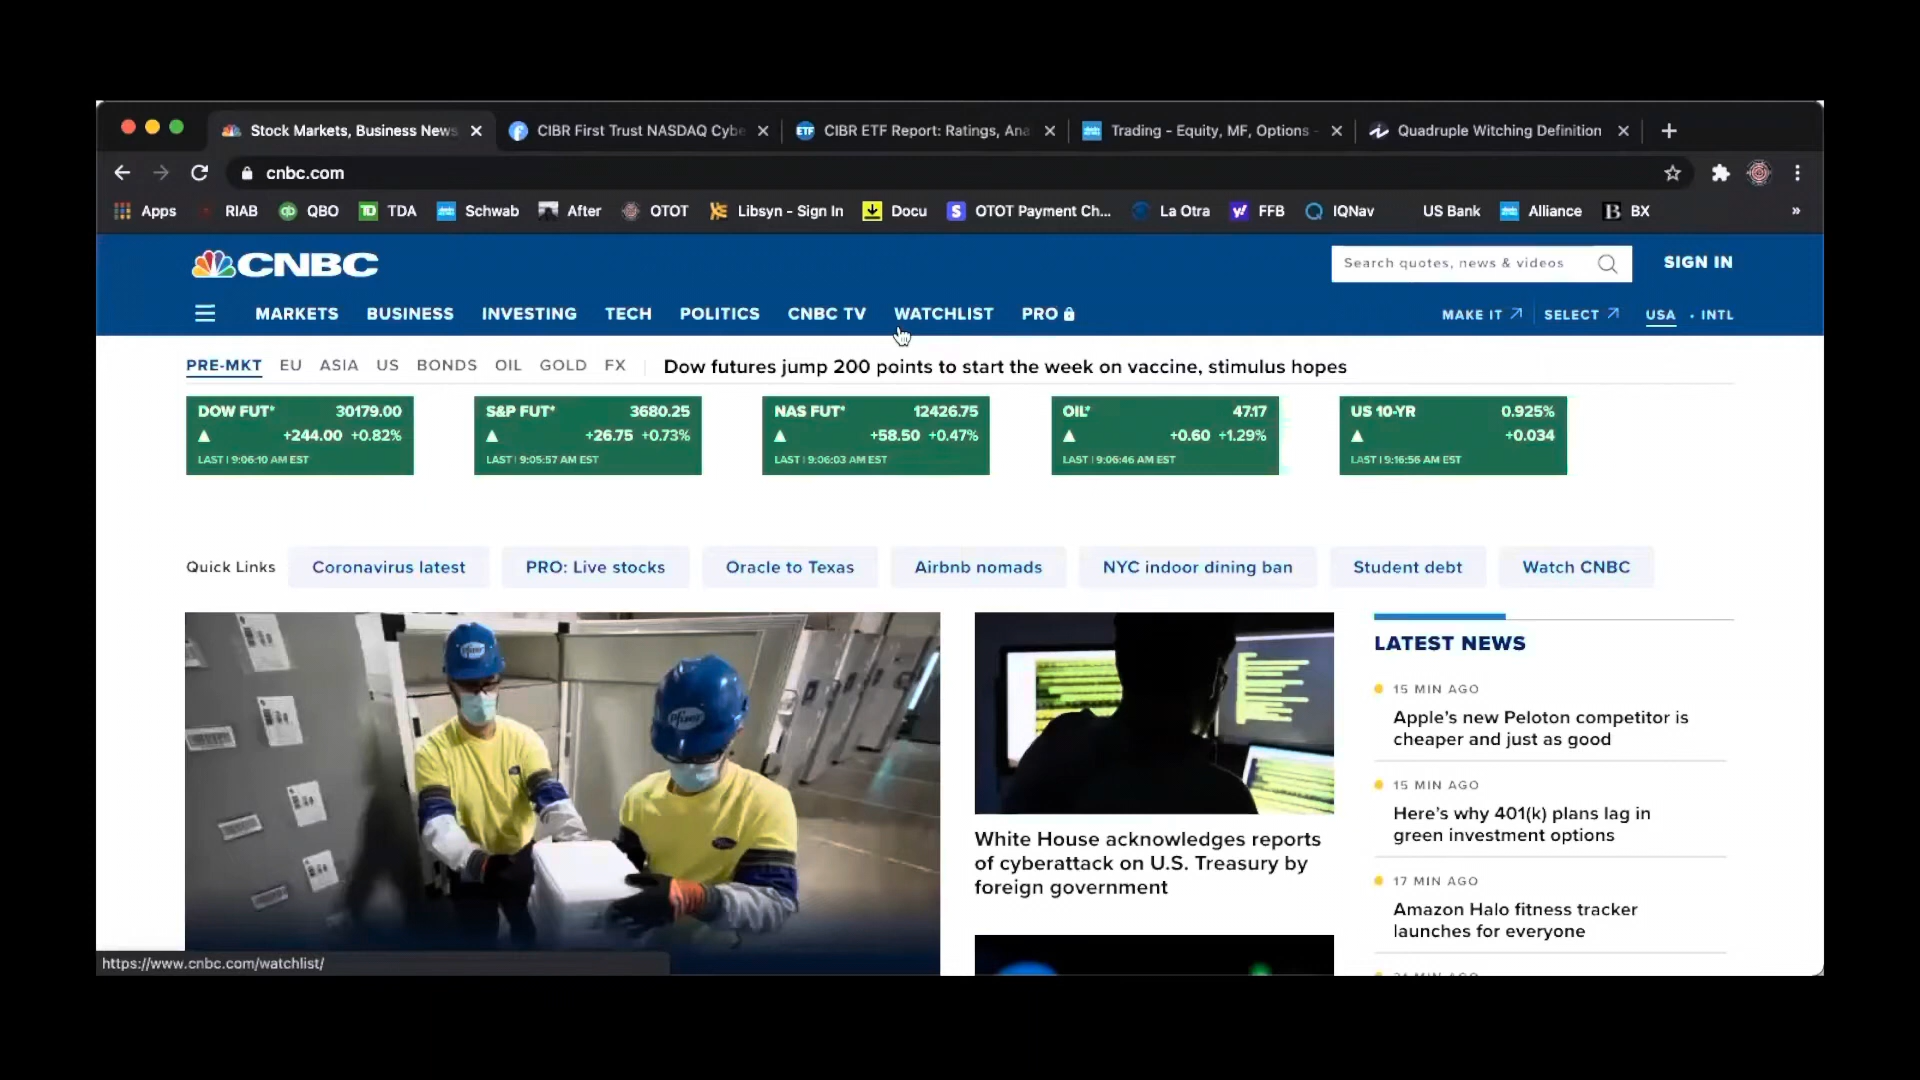 Stock Markets, Business News
CIBR First Trust NASDAQ Cybe
CIBR ETF Report: Ratings, Ana
Trading - Equity, MF, Options -
Quadruple Witching Definition
cnbc.com
Apps
RIAB
QBO
TDA
Schwab
After
OTOT
Libsyn - Sign In
Docu
OTOT Payment Ch...
La Otra
FFB
IQNav
US Bank
Alliance
BX
»
CNBC
Search quotes, news & videos
SIGN IN
MARKETS
BUSINESS
INVESTING
TECH
POLITICS
CNBC TV
WATCHLIST
PRO
MAKE IT
SELECT
USA • INTL
PRE-MKT
EU
ASIA
US
BONDS
OIL
GOLD
FX
Dow futures jump 200 points to start the week on vaccine, stimulus hopes
DOW FUT* 30179.00
+244.00 +0.82%
LAST | 9:06:10 AM EST
S&P FUT* 3680.25
+26.75 +0.73%
LAST | 9:05:57 AM EST
NAS FUT* 12426.75
+58.50 +0.47%
LAST | 9:06:03 AM EST
OIL* 47.17
+0.60 +1.29%
LAST | 9:06:46 AM EST
US 10-YR 0.925%
+0.034
LAST | 9:16:56 AM EST
Quick Links
Coronavirus latest
PRO: Live stocks
Oracle to Texas
Airbnb nomads
NYC indoor dining ban
Student debt
Watch CNBC
Pfizer
Pfizer
White House acknowledges reports
of cyberattack on U.S. Treasury by
foreign government
LATEST NEWS
15 MIN AGO
Apple's new Peloton competitor is
cheaper and just as good
15 MIN AGO
Here's why 401(k) plans lag in
green investment options
17 MIN AGO
Amazon Halo fitness tracker
launches for everyone
https://www.cnbc.com/watchlist/